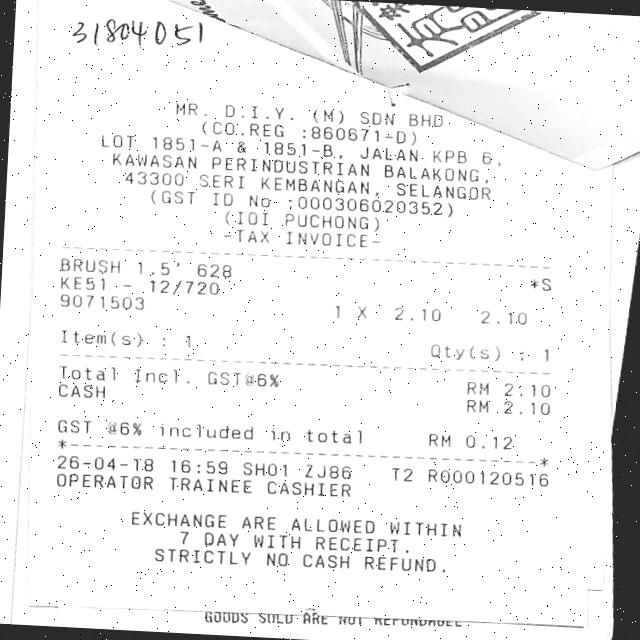 31804051
MR. D.I.Y. (M) SDN BHD
(CO.REG :860671-D)
LOT 1851-A & 1851-B, JALAN KPB 6,
KAWASAN PERINDUSTRIAN BALAKONG,
43300 SERI KEMBANGAN, SELANGOR
(GST ID No :000306020352)
(IOI PUCHONG)
-TAX INVOICE-
BRUSH 1.5' 628 *S
KE51 - 12/720
9071503 1 X 2.10 2.10
Item(s) : 1 Qty(s) : 1
Total Incl. GST@6% RM 2.10
CASH RM 2.10
GST @6% included in total RM 0.12
26-04-18 16:59 SH01 ZJ86 T2 R000120516
OPERATOR TRAINEE CASHIER
EXCHANGE ARE ALLOWED WITHIN
7 DAY WITH RECEIPT.
STRICTLY NO CASH REFUND.
GOODS SOLD ARE NOT REFUNDABLE